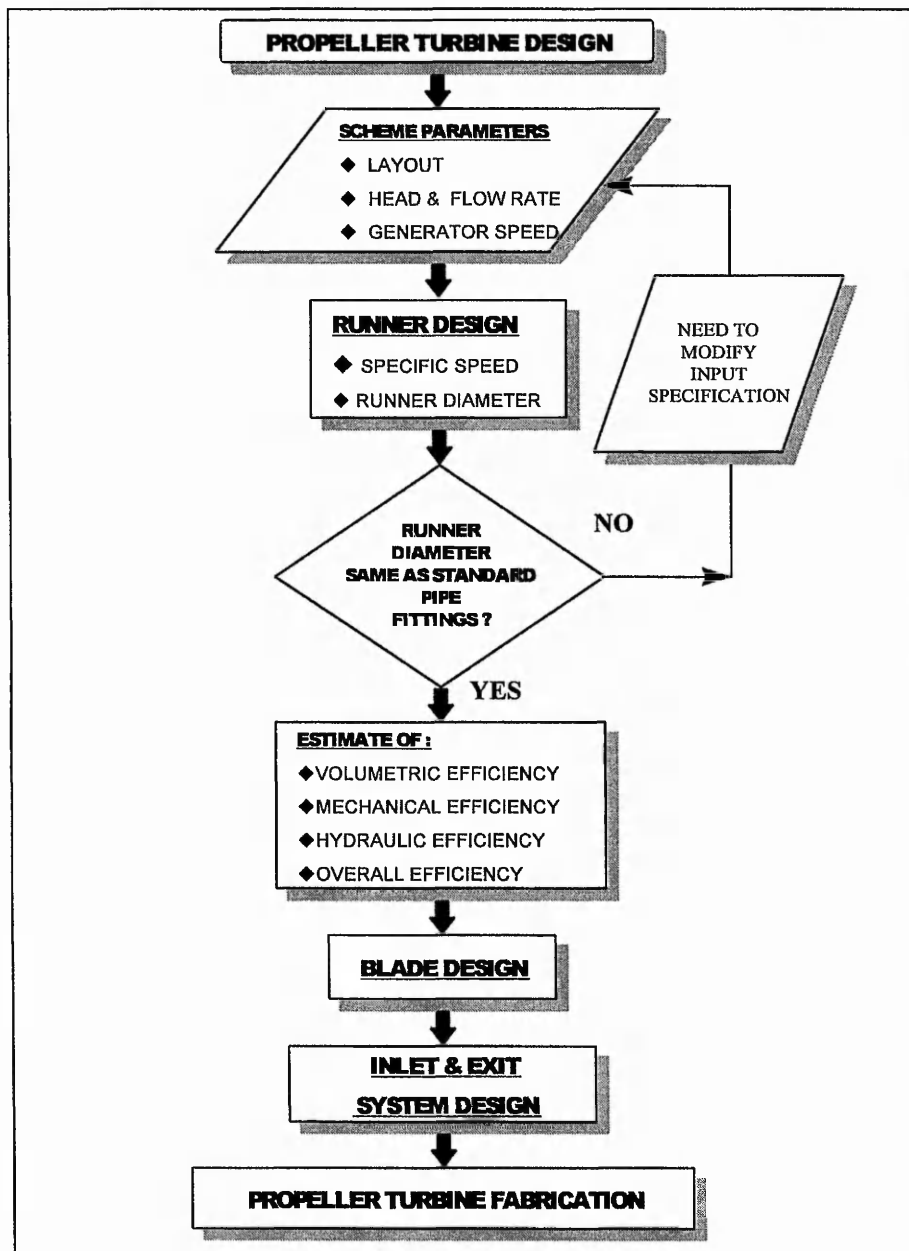 PROPELLER TURBINE DESIGN
SCHEME PARAMETERS
◆ LAYOUT
◆ HEAD & FLOW RATE
◆ GENERATOR SPEED
RUNNER DESIGN
◆ SPECIFIC SPEED
◆ RUNNER DIAMETER
NEED TO
MODIFY
INPUT
SPECIFICATION
RUNNER
DIAMETER
SAME AS STANDARD
PIPE
FITTINGS ?
NO
YES
ESTIMATE OF :
◆VOLUMETRIC EFFICIENCY
◆MECHANICAL EFFICIENCY
◆HYDRAULIC EFFICIENCY
◆OVERALL EFFICIENCY
BLADE DESIGN
INLET & EXIT
SYSTEM DESIGN
PROPELLER TURBINE FABRICATION